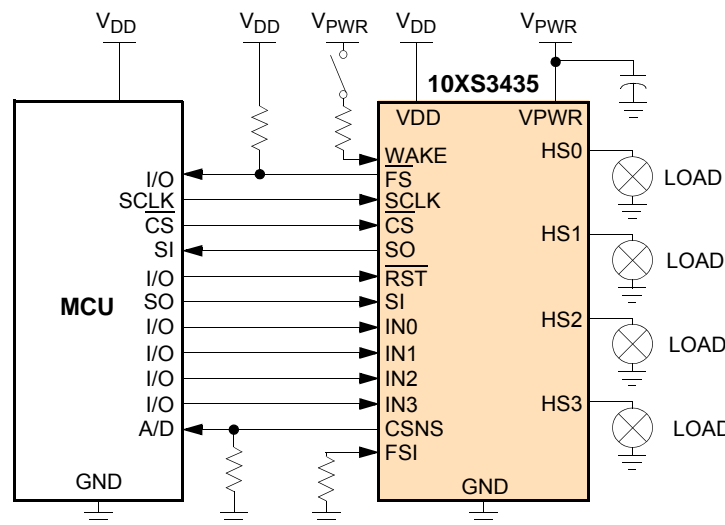 VDD VDD VPWR VDD VPWR
10XS3435
VDD VPWR
WAKE HS0
LOAD
I/O FS
SCLK SCLK
CS CS HS1
SI SO
LOAD
I/O RST
MCU SO SI
I/O IN0 HS2
I/O IN1 LOAD
I/O IN2
I/O IN3 HS3
A/D CSNS LOAD
FSI
GND GND